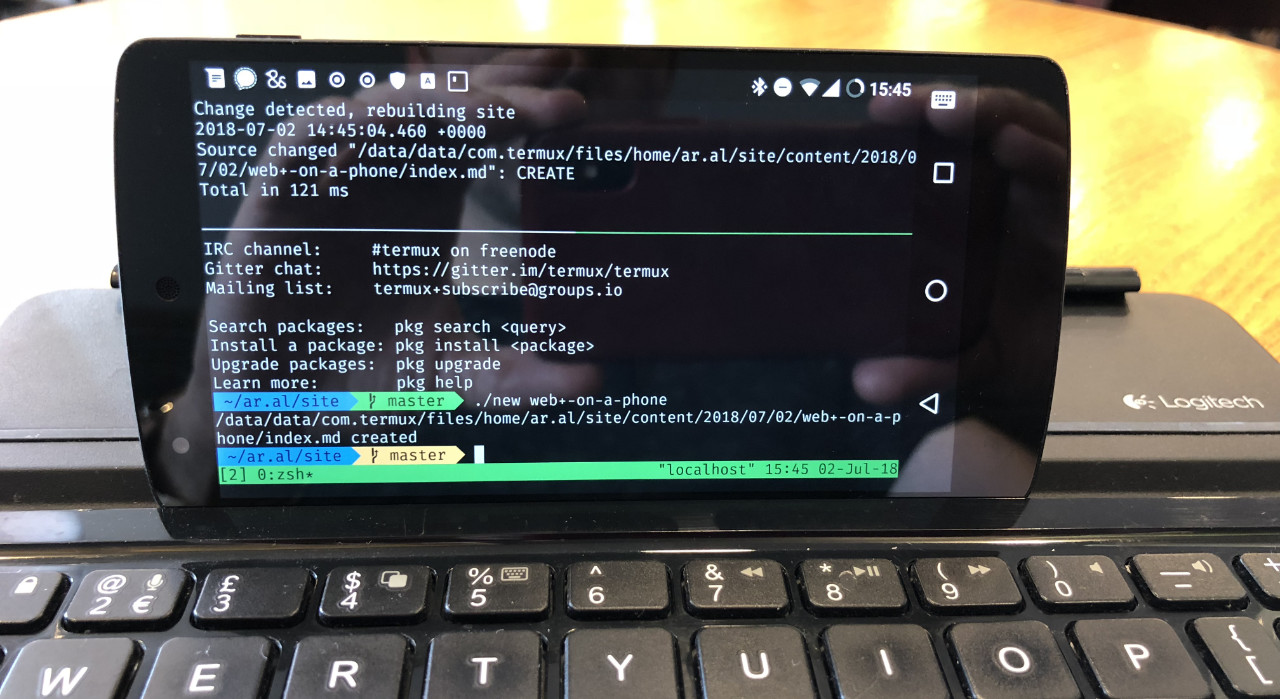 15:45
Change detected, rebuilding site
2018-07-02 14:45:04.460 +0000
Source changed "/data/data/com.termux/files/home/ar.al/site/content/2018/0
7/02/web+-on-a-phone/index.md": CREATE
Total in 121 ms
IRC channel: #termux on freenode
Gitter chat: https://gitter.im/termux/termux
Mailing list: termux+subscribe@groups.io
Search packages: pkg search <query>
Install a package: pkg install <package>
Upgrade packages: pkg upgrade
Learn more: pkg help
~/ar.al/site master ./new web+-on-a-phone
/data/data/com.termux/files/home/ar.al/site/content/2018/07/02/web+-on-a-p
hone/index.md created
~/ar.al/site master
[2] 0:zsh* "localhost" 15:45 02-Jul-18
Logitech
@ £ $ % ^ & * ( ) _ +
2 € 3 4 5 6 7 8 9 0 -
W E R T Y U I O P { [